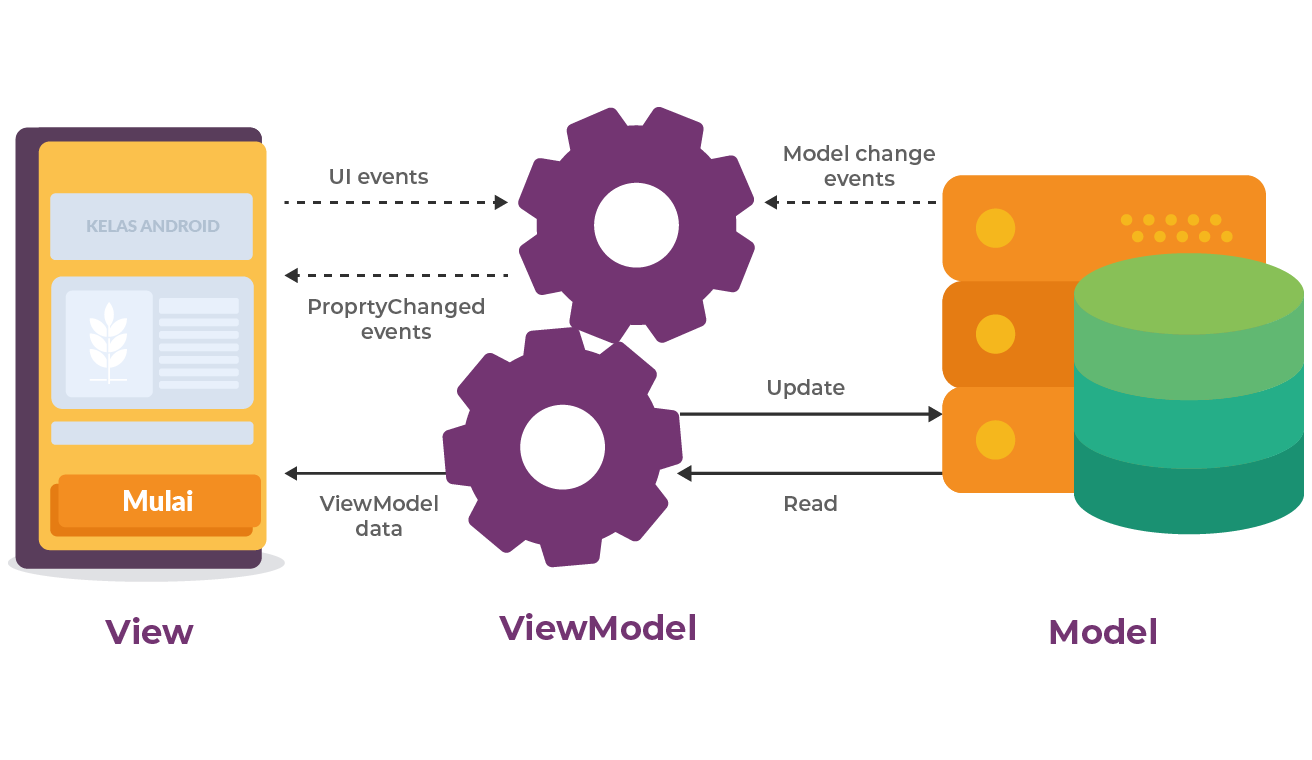 UI events
Model change
events
KELAS ANDROID
ProprtyChanged
events
Update
Mulai
ViewModel
data
Read
View
ViewModel
Model